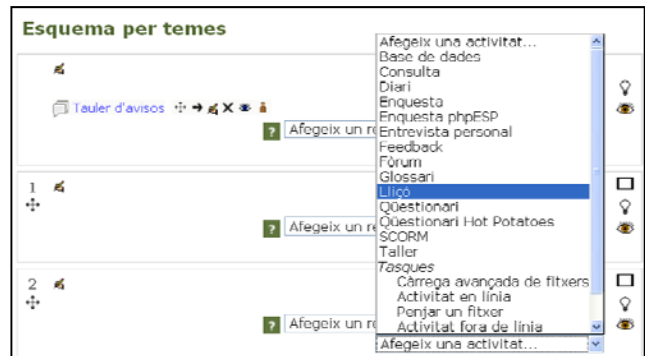 Esquema per temes
Tauler d'avisos
? Afegeix un re
1
? Afegeix un re
2
? Afegeix un re
Afegeix una activitat...
Base de dades
Consulta
Diari
Enquesta
Enquesta phpESP
Entrevista personal
Feedback
Fòrum
Glossari
Lliçó
Qüestionari
Qüestionari Hot Potatoes
SCORM
Taller
Tasques
Càrrega avançada de fitxers
Activitat en línia
Penjar un fitxer
Activitat fora de línia
Afegeix una activitat...